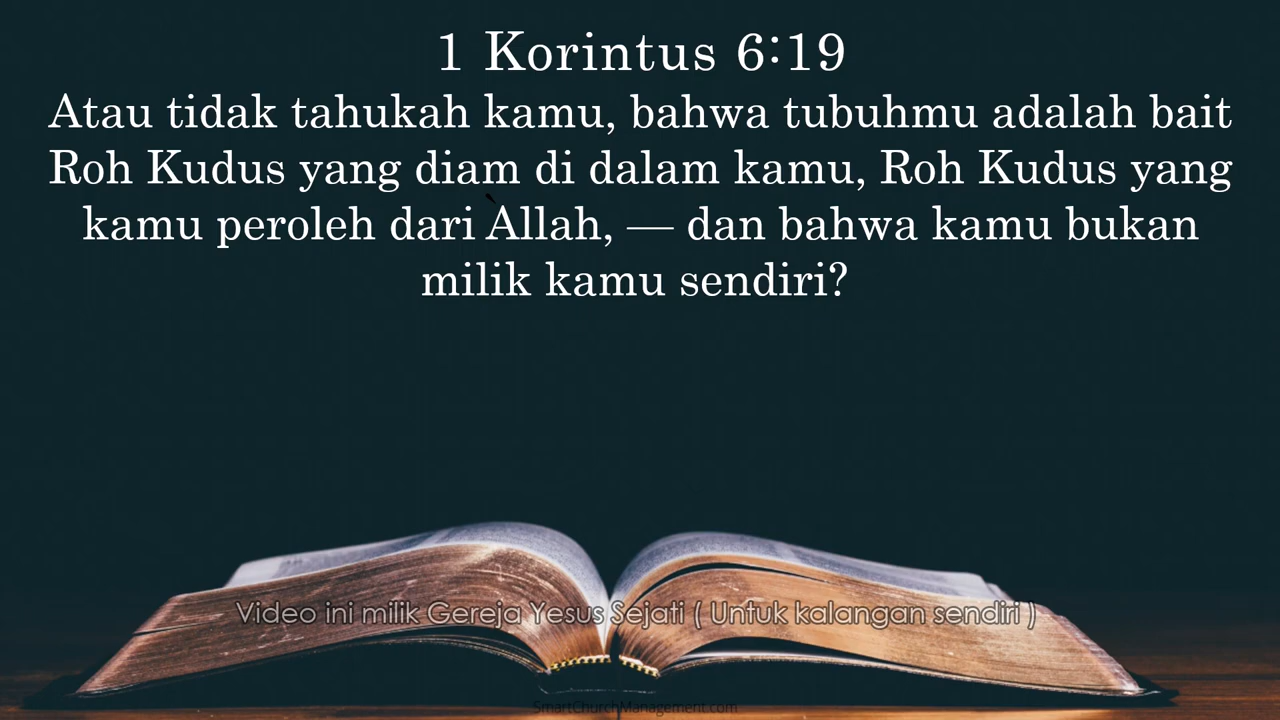 1 Korintus 6:19
Atau tidak tahukah kamu, bahwa tubuhmu adalah bait
Roh Kudus yang diam di dalam kamu, Roh Kudus yang
kamu peroleh dari Allah, — dan bahwa kamu bukan
milik kamu sendiri?
Video ini milik Gereja Yesus Sejati ( Untuk kalangan sendiri )
SmartChurchManagement.com